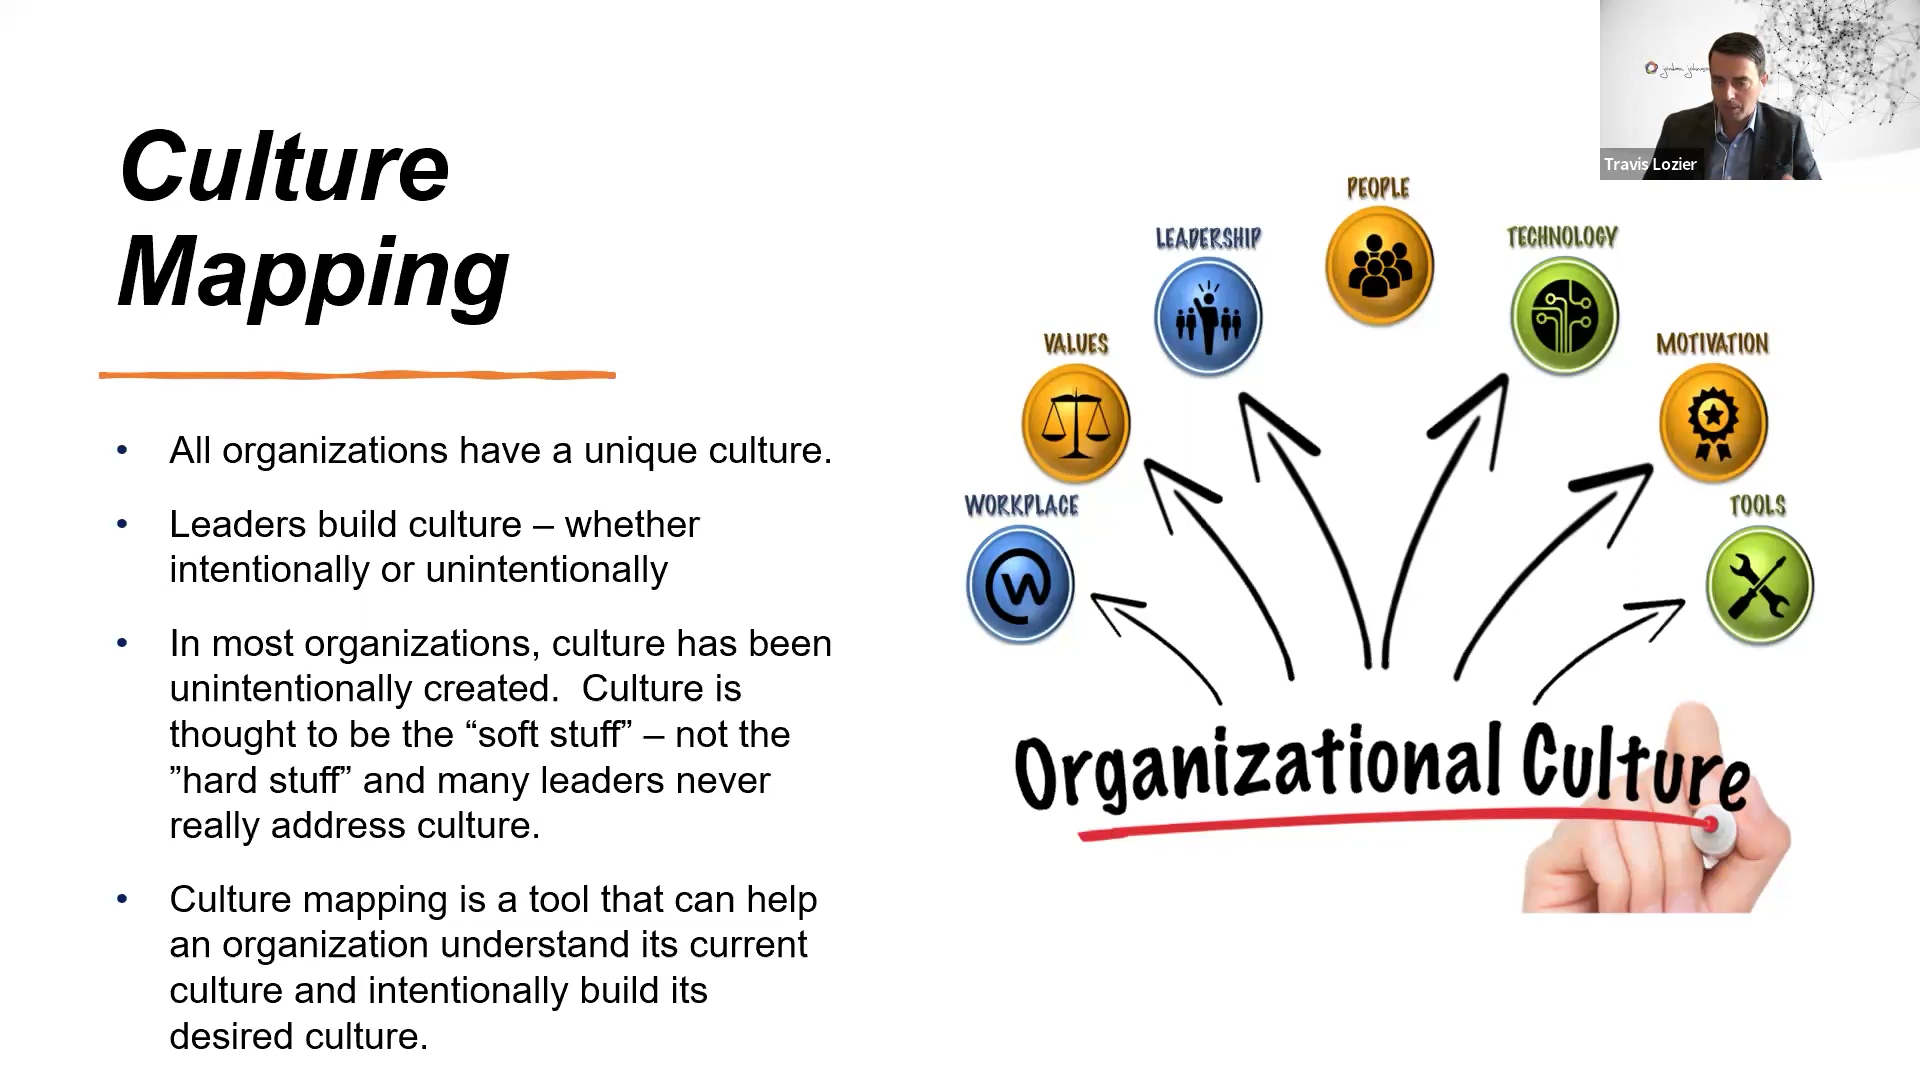 Culture
Mapping
• All organizations have a unique culture.
• Leaders build culture – whether
intentionally or unintentionally
• In most organizations, culture has been
unintentionally created.  Culture is
thought to be the “soft stuff” – not the
”hard stuff” and many leaders never
really address culture.
• Culture mapping is a tool that can help
an organization understand its current
culture and intentionally build its
desired culture.
PEOPLE
LEADERSHIP
TECHNOLOGY
VALUES
MOTIVATION
WORKPLACE
TOOLS
W
Organizational Culture
Travis Lozier